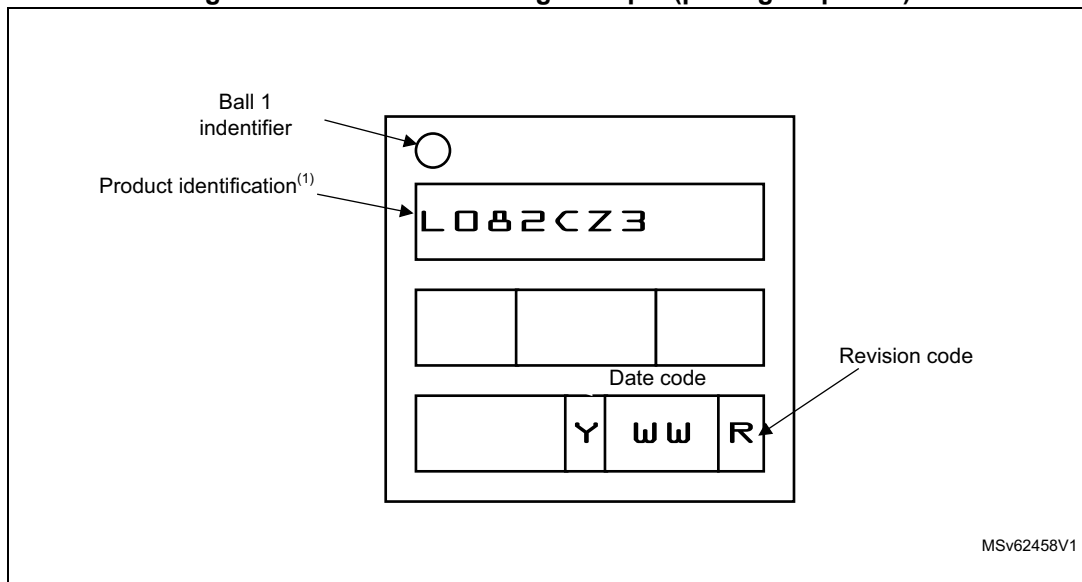 Ball 1
indentifier
Product identification(1)
L082CZ3
Revision code
Date code
Y WW R
MSv62458V1